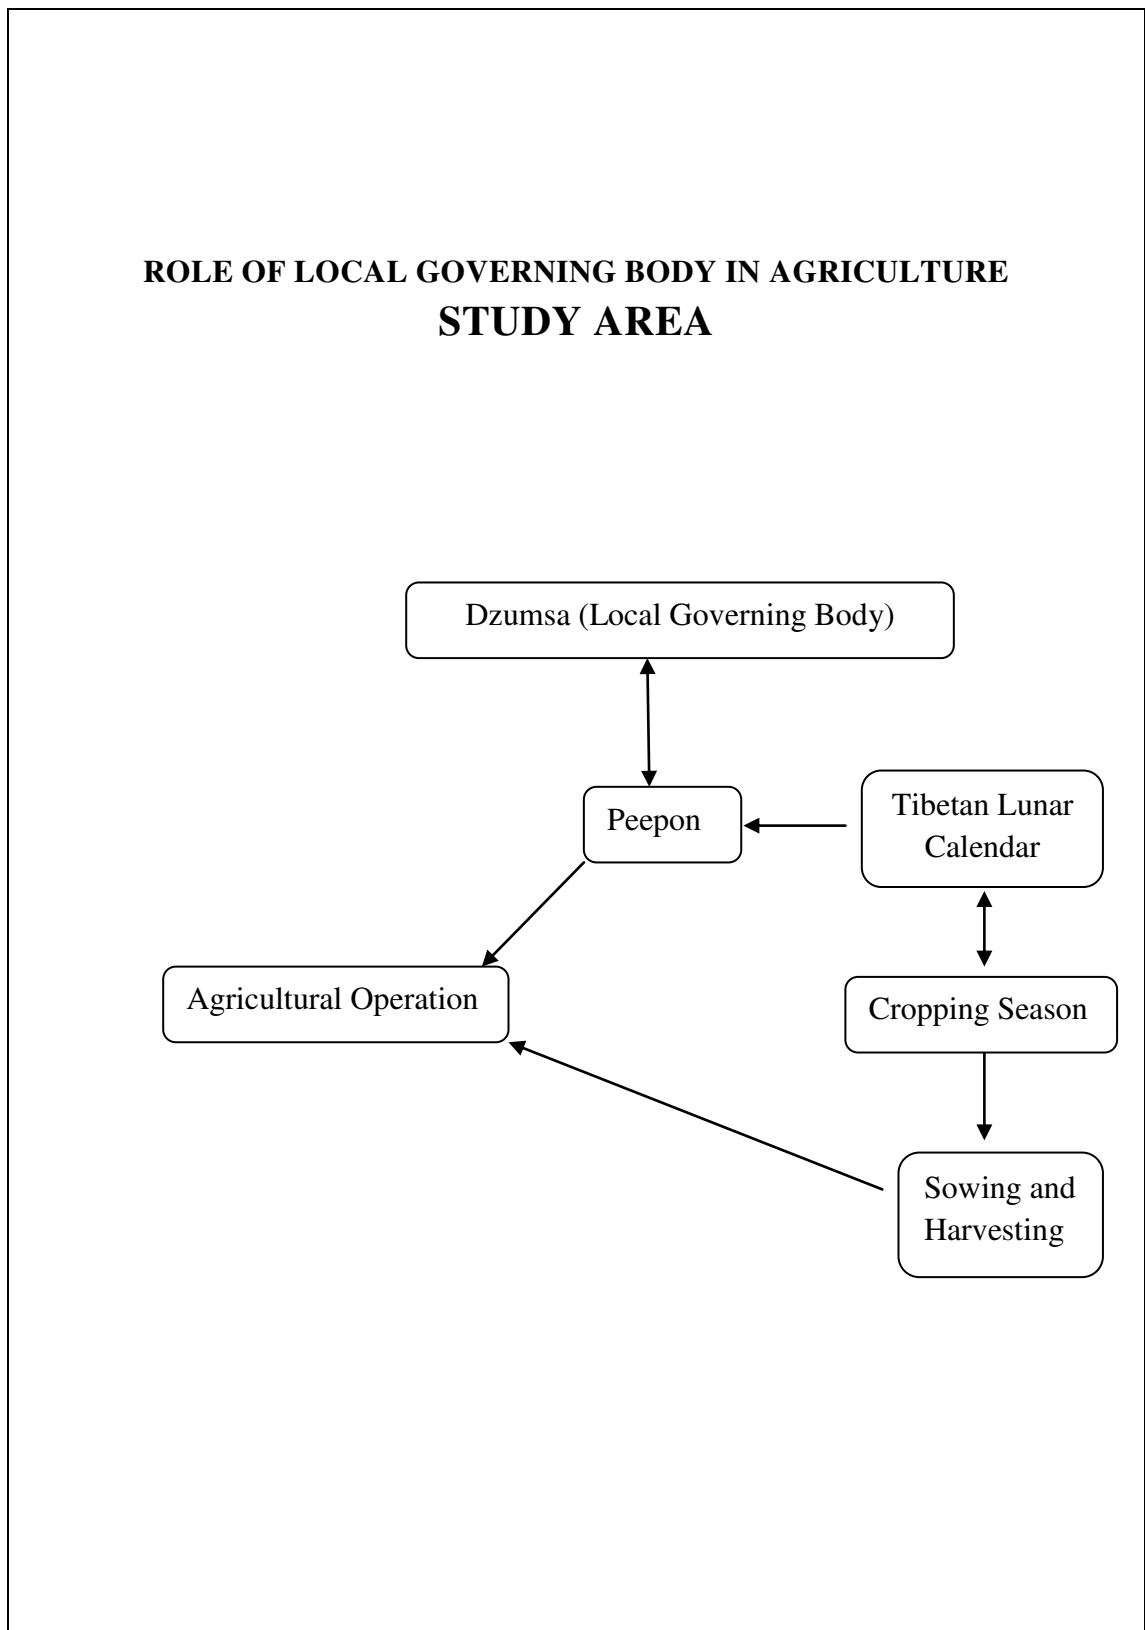 ROLE OF LOCAL GOVERNING BODY IN AGRICULTURE
STUDY AREA
Dzumsa (Local Governing Body)
Peepon
Tibetan Lunar
Calendar
Agricultural Operation
Cropping Season
Sowing and
Harvesting